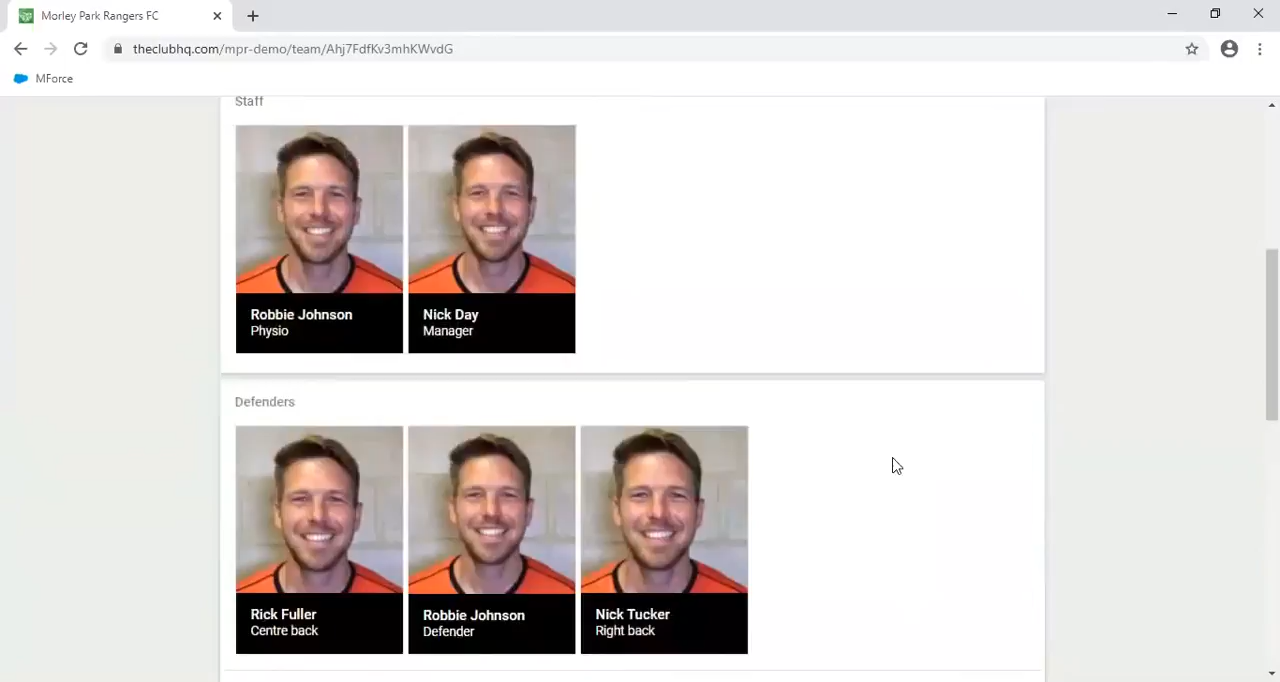 Morley Park Rangers FC
theclubhq.com/mpr-demo/team/Ahj7FdfKv3mhKWvdG
MForce
Staff
Robbie Johnson
Physio
Nick Day
Manager
Defenders
Rick Fuller
Centre back
Robbie Johnson
Defender
Nick Tucker
Right back